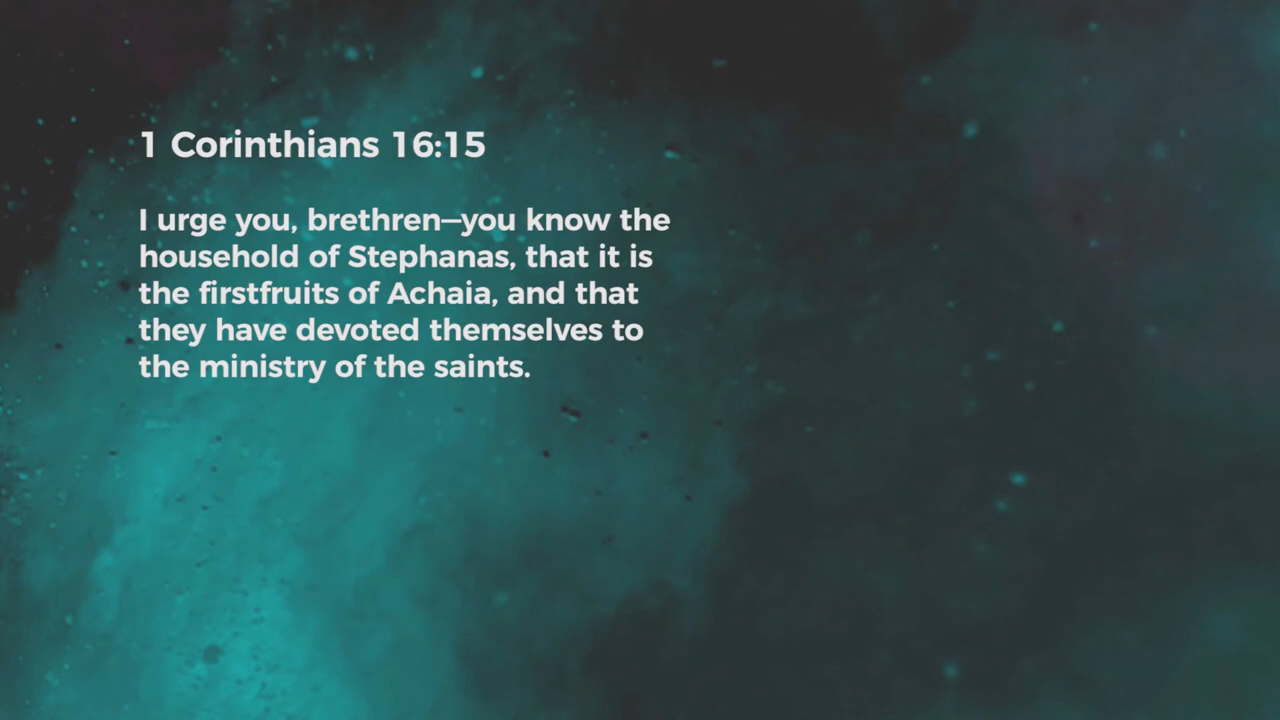 1 Corinthians 16:15
I urge you, brethren—you know the
household of Stephanas, that it is
the firstfruits of Achaia, and that
they have devoted themselves to
the ministry of the saints.